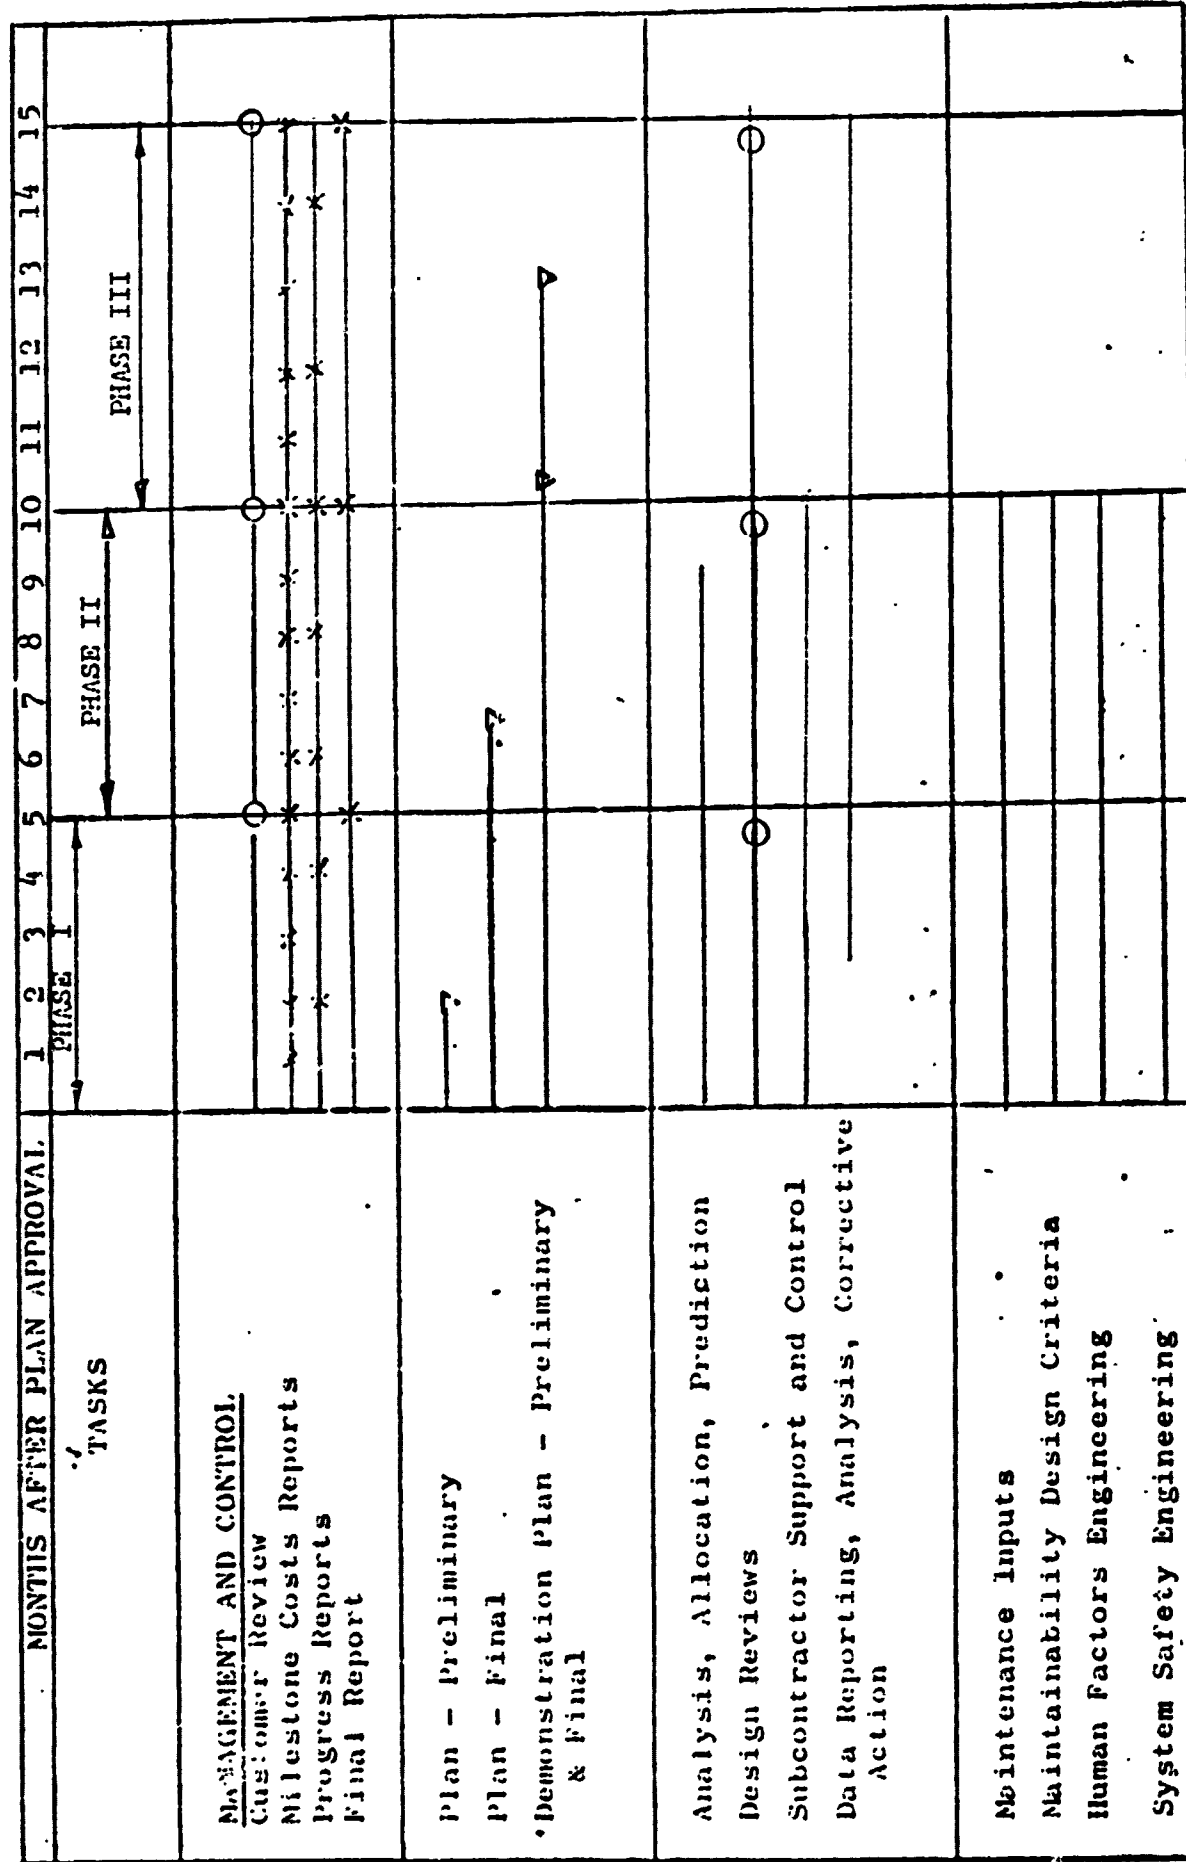 MONTHS AFTER PLAN APPROVAL 1 2 3 4 5 6 7 8 9 10 11 12 13 14 15
TASKS
PHASE I
PHASE II
PHASE III
MANAGEMENT AND CONTROL
Customer Review
Milestone Costs Reports
Progress Reports
Final Report
Plan - Preliminary
Plan - Final
Demonstration Plan - Preliminary
& Final
Analysis, Allocation, Prediction
Design Reviews
Subcontractor Support and Control
Data Reporting, Analysis, Corrective
Action
Maintenance Inputs
Maintainability Design Criteria
Human Factors Engineering
System Safety Engineering